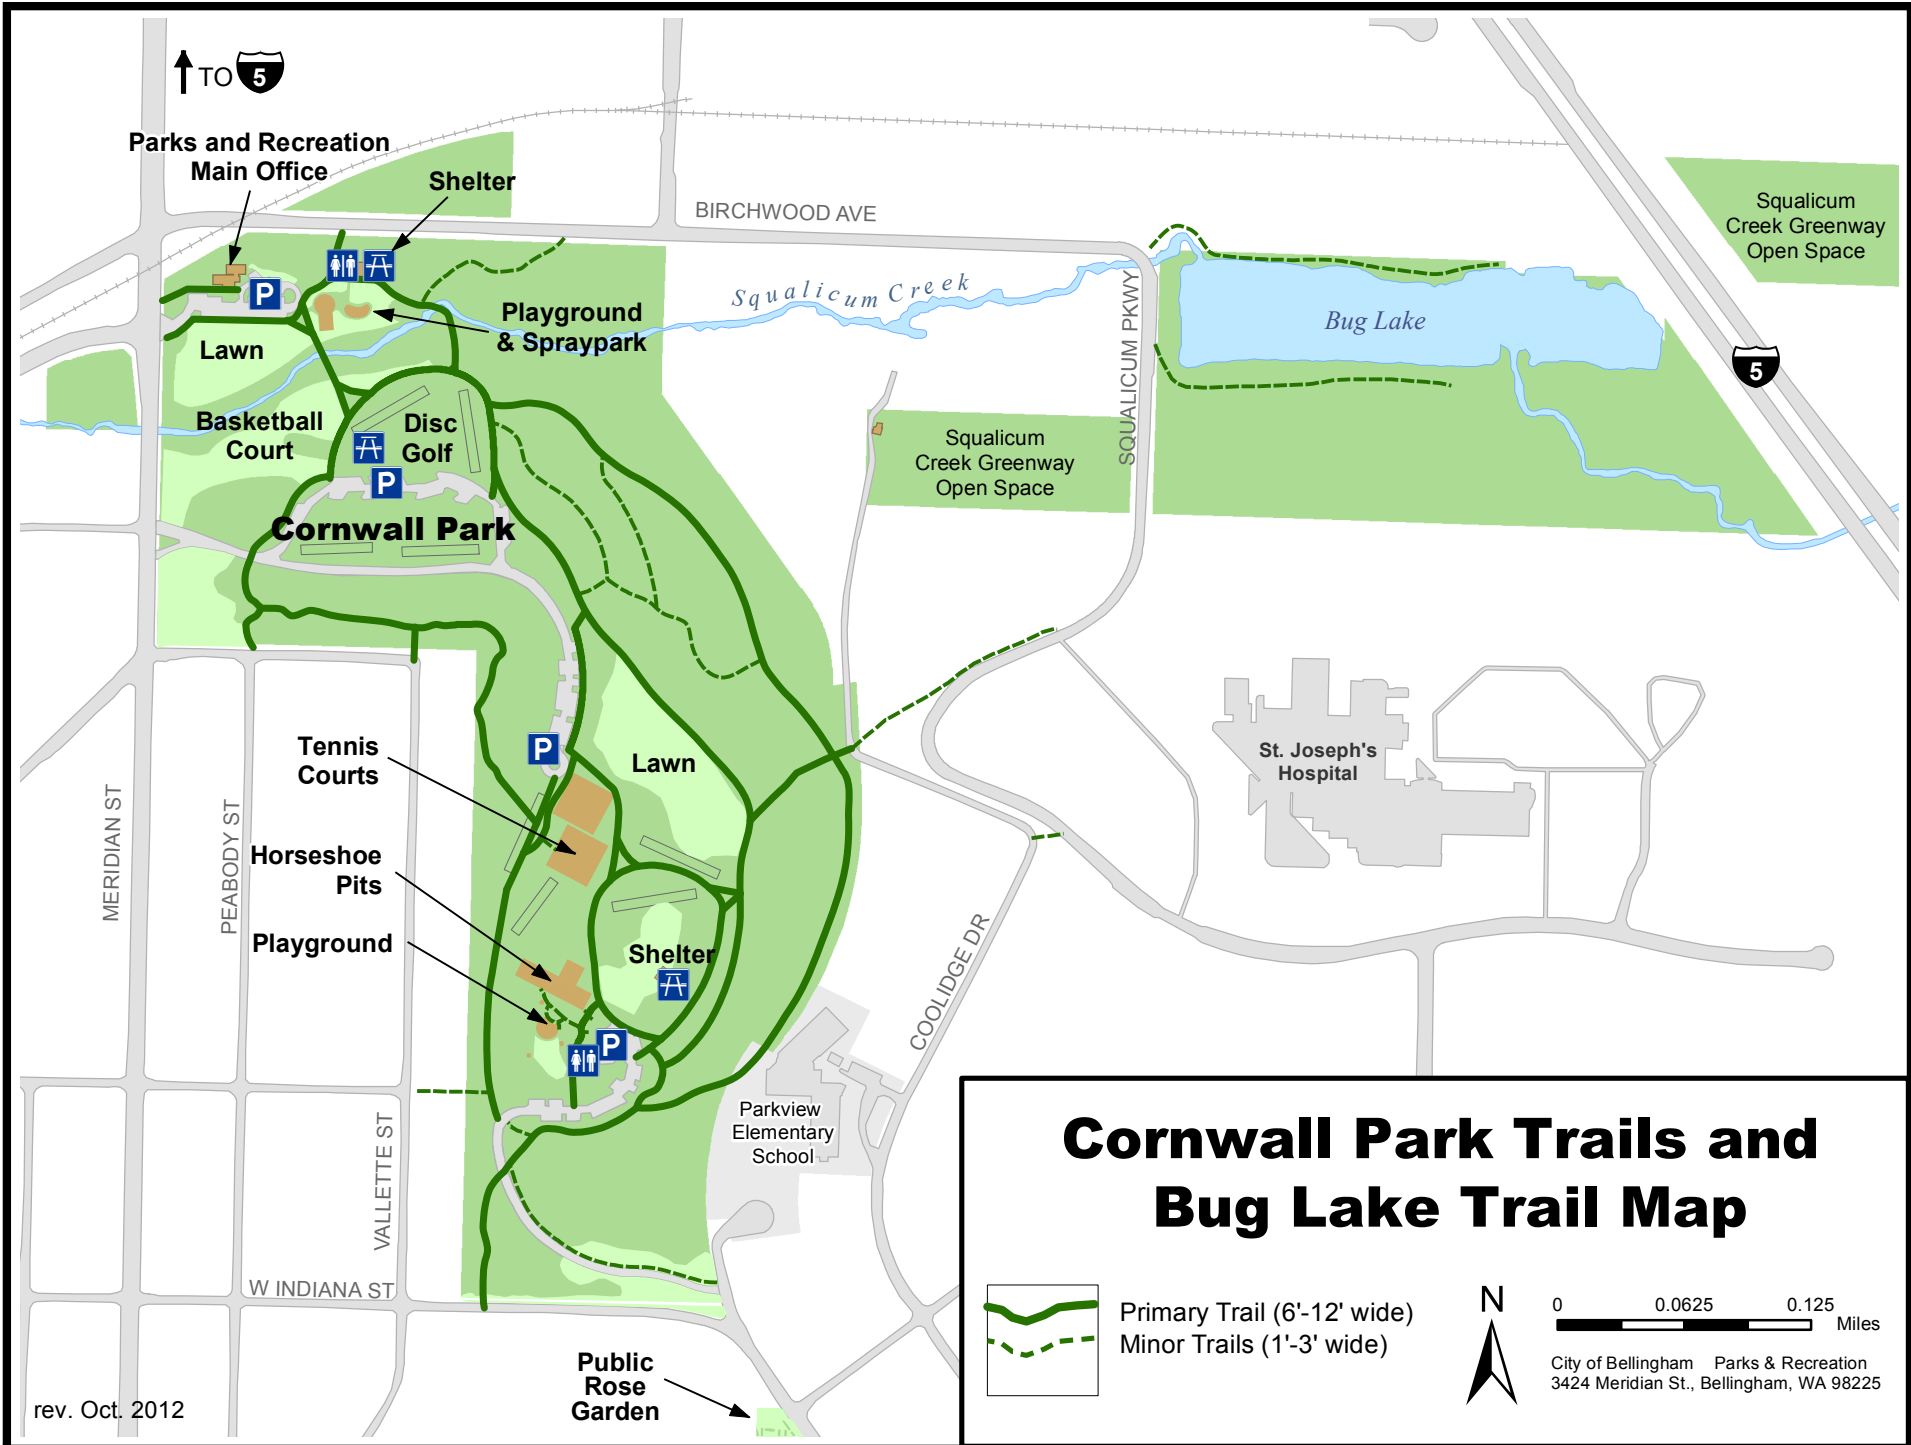 TO 5
Parks and Recreation
Main Office
Shelter
BIRCHWOOD AVE
Squalicum
Creek Greenway
Open Space
P
Playground
& Spraypark
Squalicum Creek
SQUALICUM PKWY
Bug Lake
5
Lawn
Basketball
Court
Disc
Golf
P
Squalicum
Creek Greenway
Open Space
Cornwall Park
Tennis
Courts
P
Lawn
St. Joseph's
Hospital
MERIDIAN ST
PEABODY ST
Horseshoe
Pits
Playground
Shelter
COOLIDGE DR
P
Parkview
Elementary
School
VALLETTE ST
W INDIANA ST
Public
Rose
Garden
rev. Oct. 2012
Cornwall Park Trails and
Bug Lake Trail Map
Primary Trail (6'-12' wide)
Minor Trails (1'-3' wide)
N
0 0.0625 0.125
Miles
City of Bellingham Parks & Recreation
3424 Meridian St., Bellingham, WA 98225